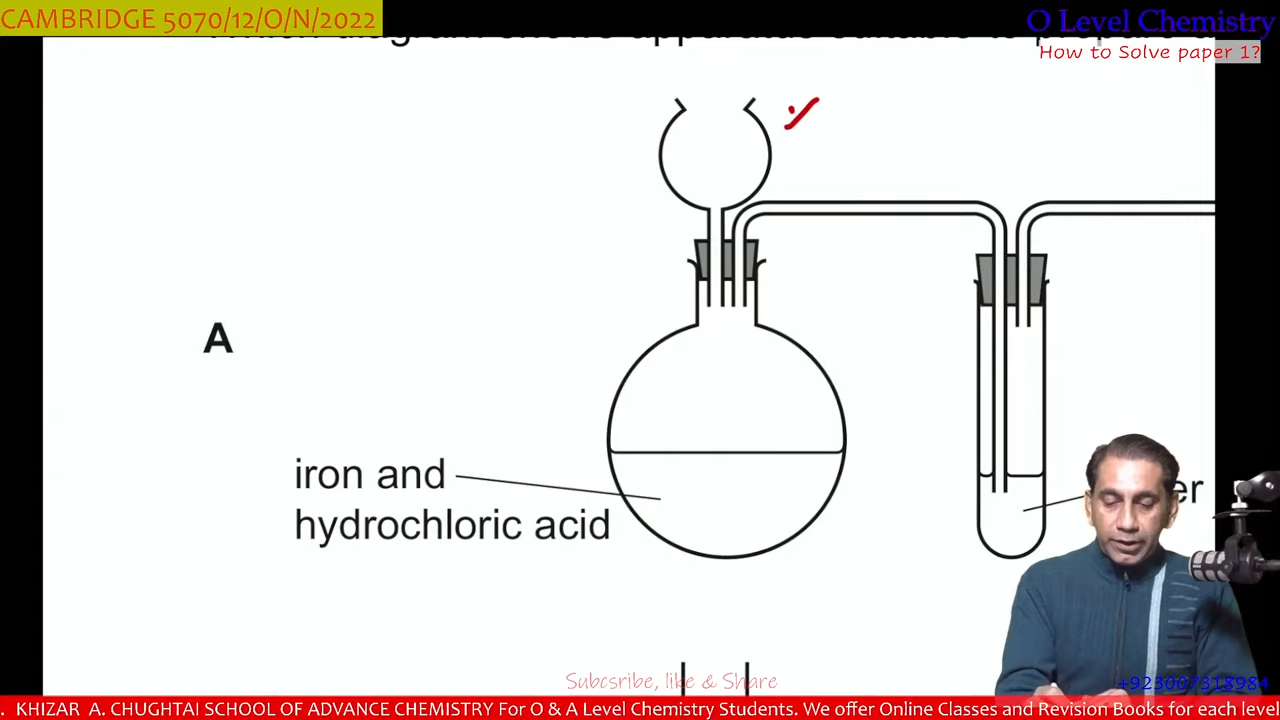 CAMBRIDGE 5070/12/O/N/2022
O Level Chemistry
How to Solve paper 1?
A
iron and
hydrochloric acid
Subcsribe, like & Share
+923007318984
. KHIZAR A. CHUGHTAI SCHOOL OF ADVANCE CHEMISTRY For O & A Level Chemistry Students. We offer Online Classes and Revision Books for each level